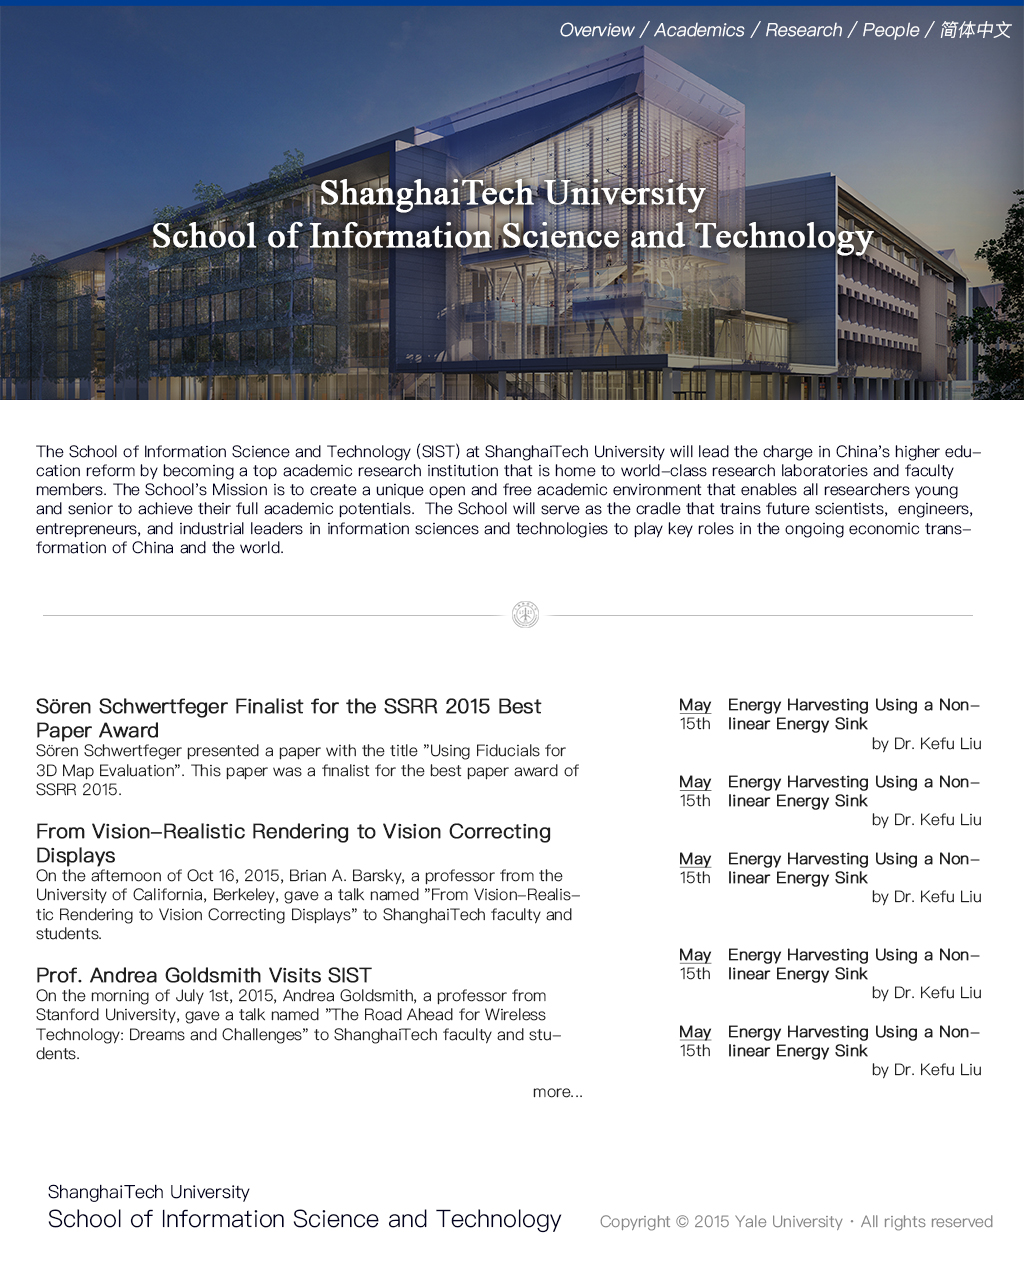 Overview / Academics / Research / People / 简体中文
ShanghaiTech University
School of Information Science and Technology
The School of Information Science and Technology (SIST) at ShanghaiTech University will lead the charge in China's higher edu-
cation reform by becoming a top academic research institution that is home to world-class research laboratories and faculty
members. The School's Mission is to create a unique open and free academic environment that enables all researchers young
and senior to achieve their full academic potentials.  The School will serve as the cradle that trains future scientists,  engineers,
entrepreneurs, and industrial leaders in information sciences and technologies to play key roles in the ongoing economic trans-
formation of China and the world.
Sören Schwertfeger Finalist for the SSRR 2015 Best
Paper Award
Sören Schwertfeger presented a paper with the title "Using Fiducials for
3D Map Evaluation". This paper was a finalist for the best paper award of
SSRR 2015.
From Vision-Realistic Rendering to Vision Correcting
Displays
On the afternoon of Oct 16, 2015, Brian A. Barsky, a professor from the
University of California, Berkeley, gave a talk named "From Vision-Realis-
tic Rendering to Vision Correcting Displays" to ShanghaiTech faculty and
students.
Prof. Andrea Goldsmith Visits SIST
On the morning of July 1st, 2015, Andrea Goldsmith, a professor from
Stanford University, gave a talk named "The Road Ahead for Wireless
Technology: Dreams and Challenges" to ShanghaiTech faculty and stu-
dents.
more...
May Energy Harvesting Using a Non-
15th linear Energy Sink
by Dr. Kefu Liu
May Energy Harvesting Using a Non-
15th linear Energy Sink
by Dr. Kefu Liu
May Energy Harvesting Using a Non-
15th linear Energy Sink
by Dr. Kefu Liu
May Energy Harvesting Using a Non-
15th linear Energy Sink
by Dr. Kefu Liu
May Energy Harvesting Using a Non-
15th linear Energy Sink
by Dr. Kefu Liu
ShanghaiTech University
School of Information Science and Technology
Copyright © 2015 Yale University · All rights reserved